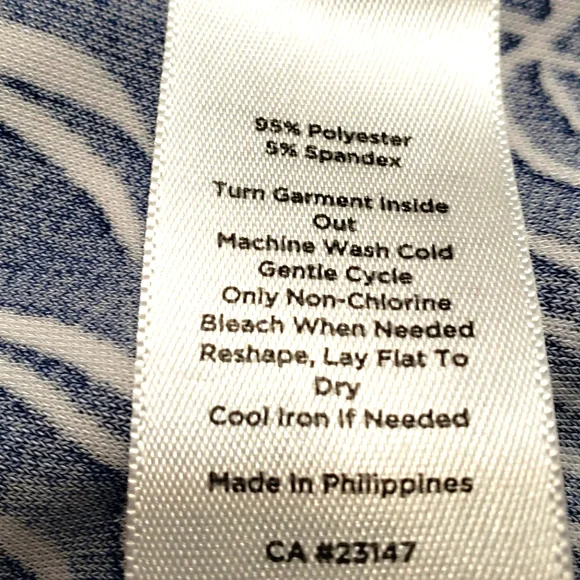 95% Polyester
5% Spandex
Turn Garment Inside
Out
Machine Wash Cold
Gentle Cycle
Only Non-Chlorine
Bleach When Needed
Reshape, Lay Flat To
Dry
Cool Iron If Needed
Made In Philippines
CA #23147